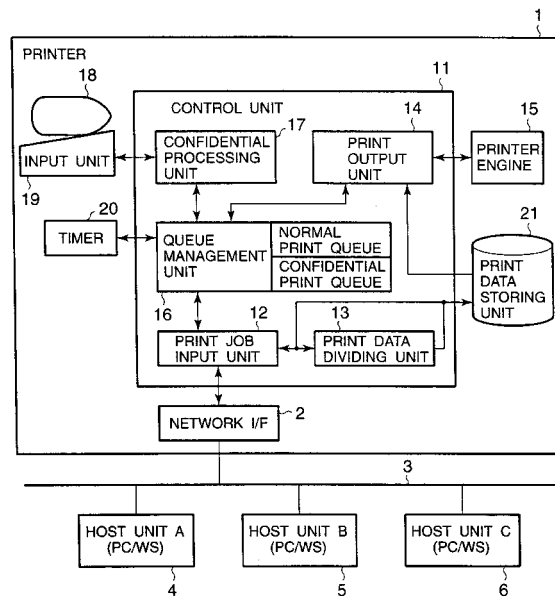 1
PRINTER
18
11
CONTROL UNIT
17
14
15
INPUT UNIT
CONFIDENTIAL
PROCESSING
UNIT
PRINT
OUTPUT
UNIT
PRINTER
ENGINE
19
20
TIMER
QUEUE
MANAGEMENT
UNIT
NORMAL
PRINT QUEUE
CONFIDENTIAL
PRINT QUEUE
21
PRINT
DATA
STORING
UNIT
16
12
13
PRINT JOB
INPUT UNIT
PRINT DATA
DIVIDING UNIT
2
NETWORK I/F
3
HOST UNIT A
(PC/WS)
HOST UNIT B
(PC/WS)
HOST UNIT C
(PC/WS)
4
5
6